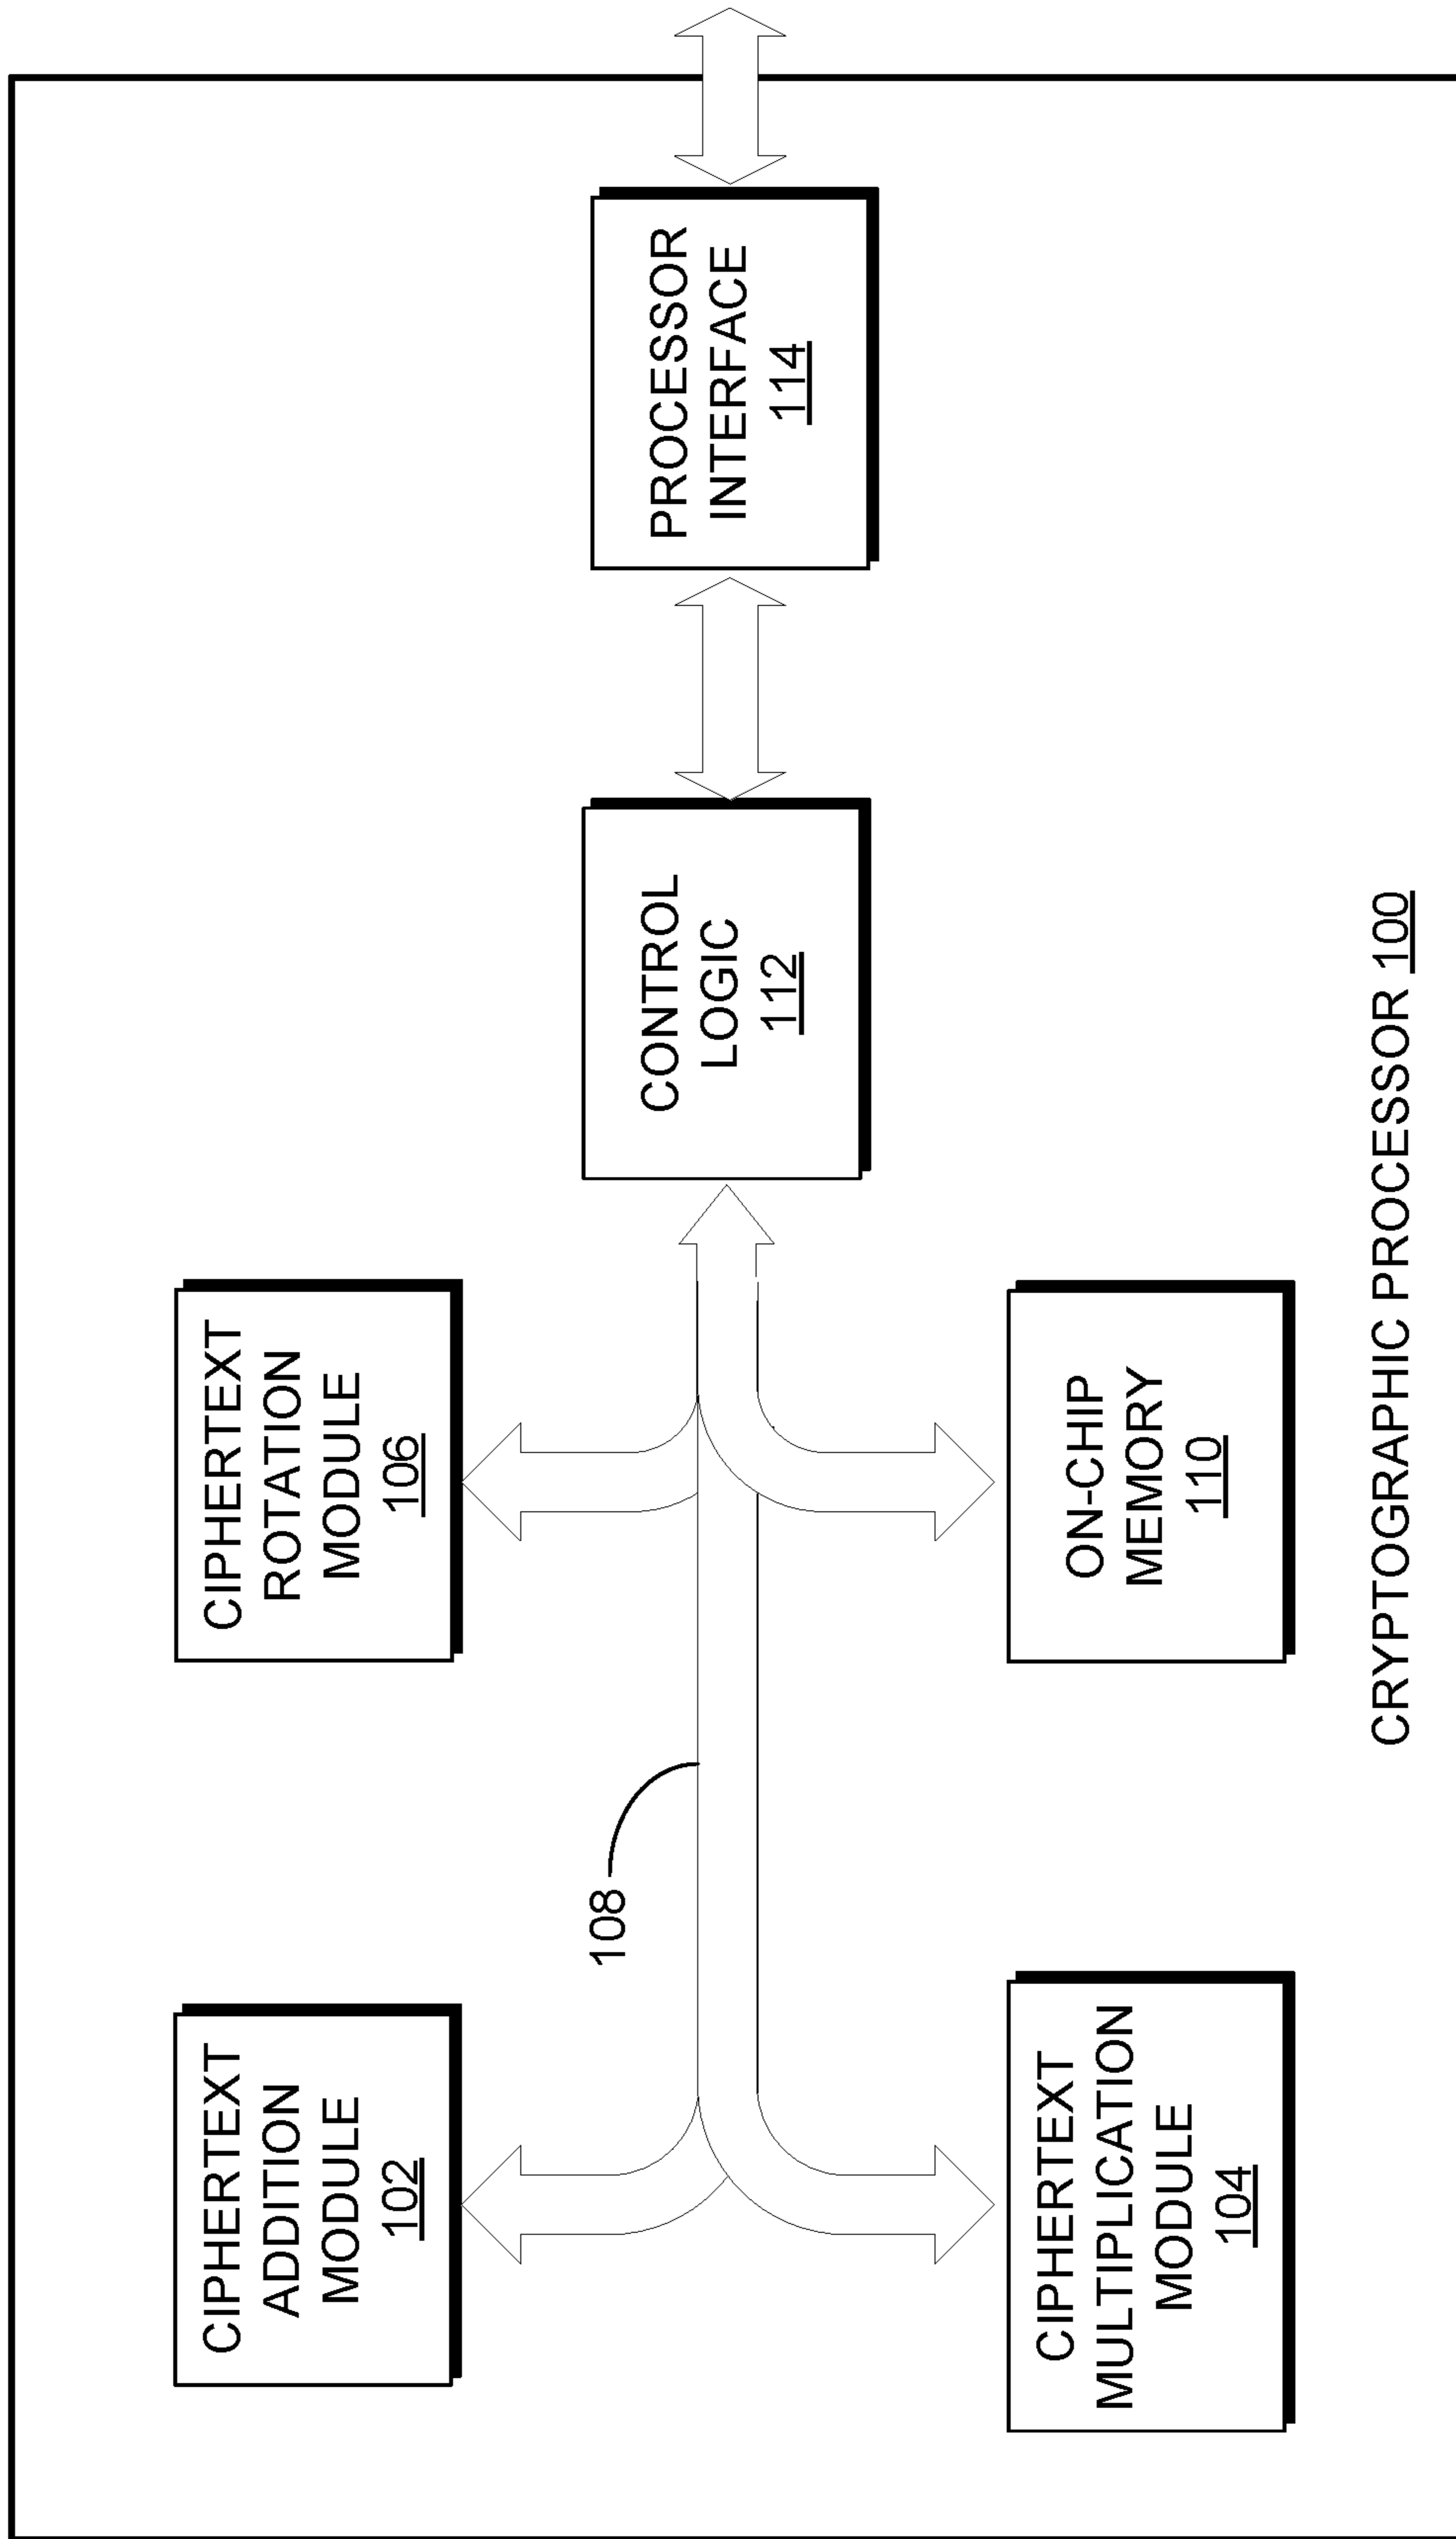 CIPHERTEXT
ADDITION
MODULE
102
CIPHERTEXT
ROTATION
MODULE
106
108
CONTROL
LOGIC
112
PROCESSOR
INTERFACE
114
CIPHERTEXT
MULTIPLICATION
MODULE
104
ON-CHIP
MEMORY
110
CRYPTOGRAPHIC PROCESSOR 100